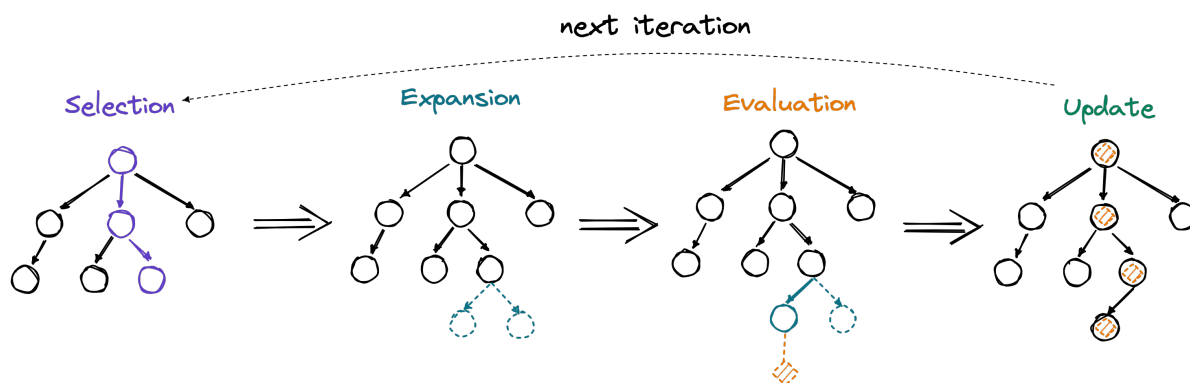 next iteration
Selection
Expansion
Evaluation
Update